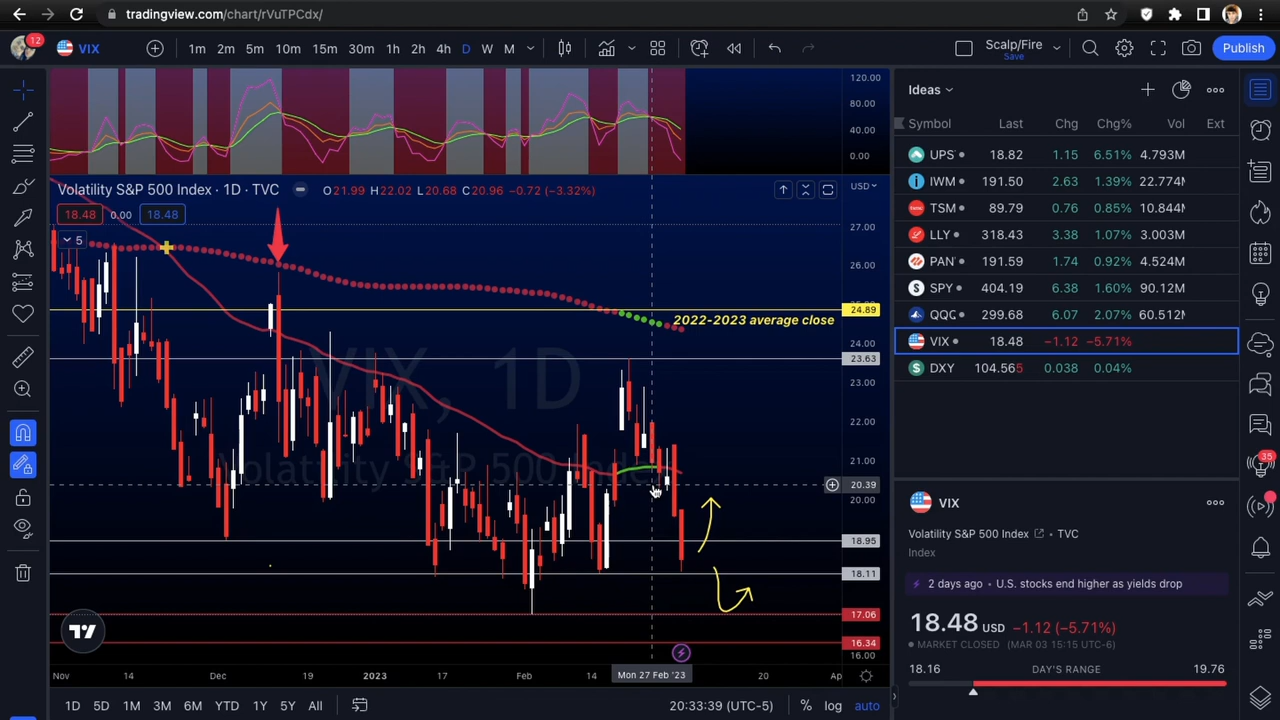 tradingview.com/chart/rVuTPCdx/
12
VIX
1m 2m 5m 10m 15m 30m 1h 2h 4h D W M
Scalp/Fire
Save
Publish
120.00
80.00
40.00
0.00
Volatility S&P 500 Index · 1D · TVC
O21.99 H22.02 L20.68 C20.96 −0.72 (−3.32%)
USD
18.48 0.00 18.48
5
27.00
26.00
24.89
2022-2023 average close
24.00
23.63
23.00
22.00
21.00
20.39
20.00
18.95
18.11
17.06
16.34
16.00
VIX, 1D
Volatility S&P 500 Index
Nov 14 Dec 19 2023 17 Feb 14 Mon 27 Feb '23 20 Ap
1D 5D 1M 3M 6M YTD 1Y 5Y All
20:33:39 (UTC-5) % log auto
Ideas
Symbol Last Chg Chg% Vol Ext
UPS 18.82 1.15 6.51% 4.793M
IWM 191.50 2.63 1.39% 22.774M
TSM 89.79 0.76 0.85% 10.844M
LLY 318.43 3.38 1.07% 3.003M
PAN 191.59 1.74 0.92% 4.524M
SPY 404.19 6.38 1.60% 90.12M
QQC 299.68 6.07 2.07% 60.512M
VIX 18.48 −1.12 −5.71%
DXY 104.565 0.038 0.04%
35
VIX
Volatility S&P 500 Index · TVC
Index
2 days ago · U.S. stocks end higher as yields drop
18.48 USD −1.12 (−5.71%)
MARKET CLOSED (MAR 03 15:15 UTC-6)
18.16 DAY'S RANGE 19.76